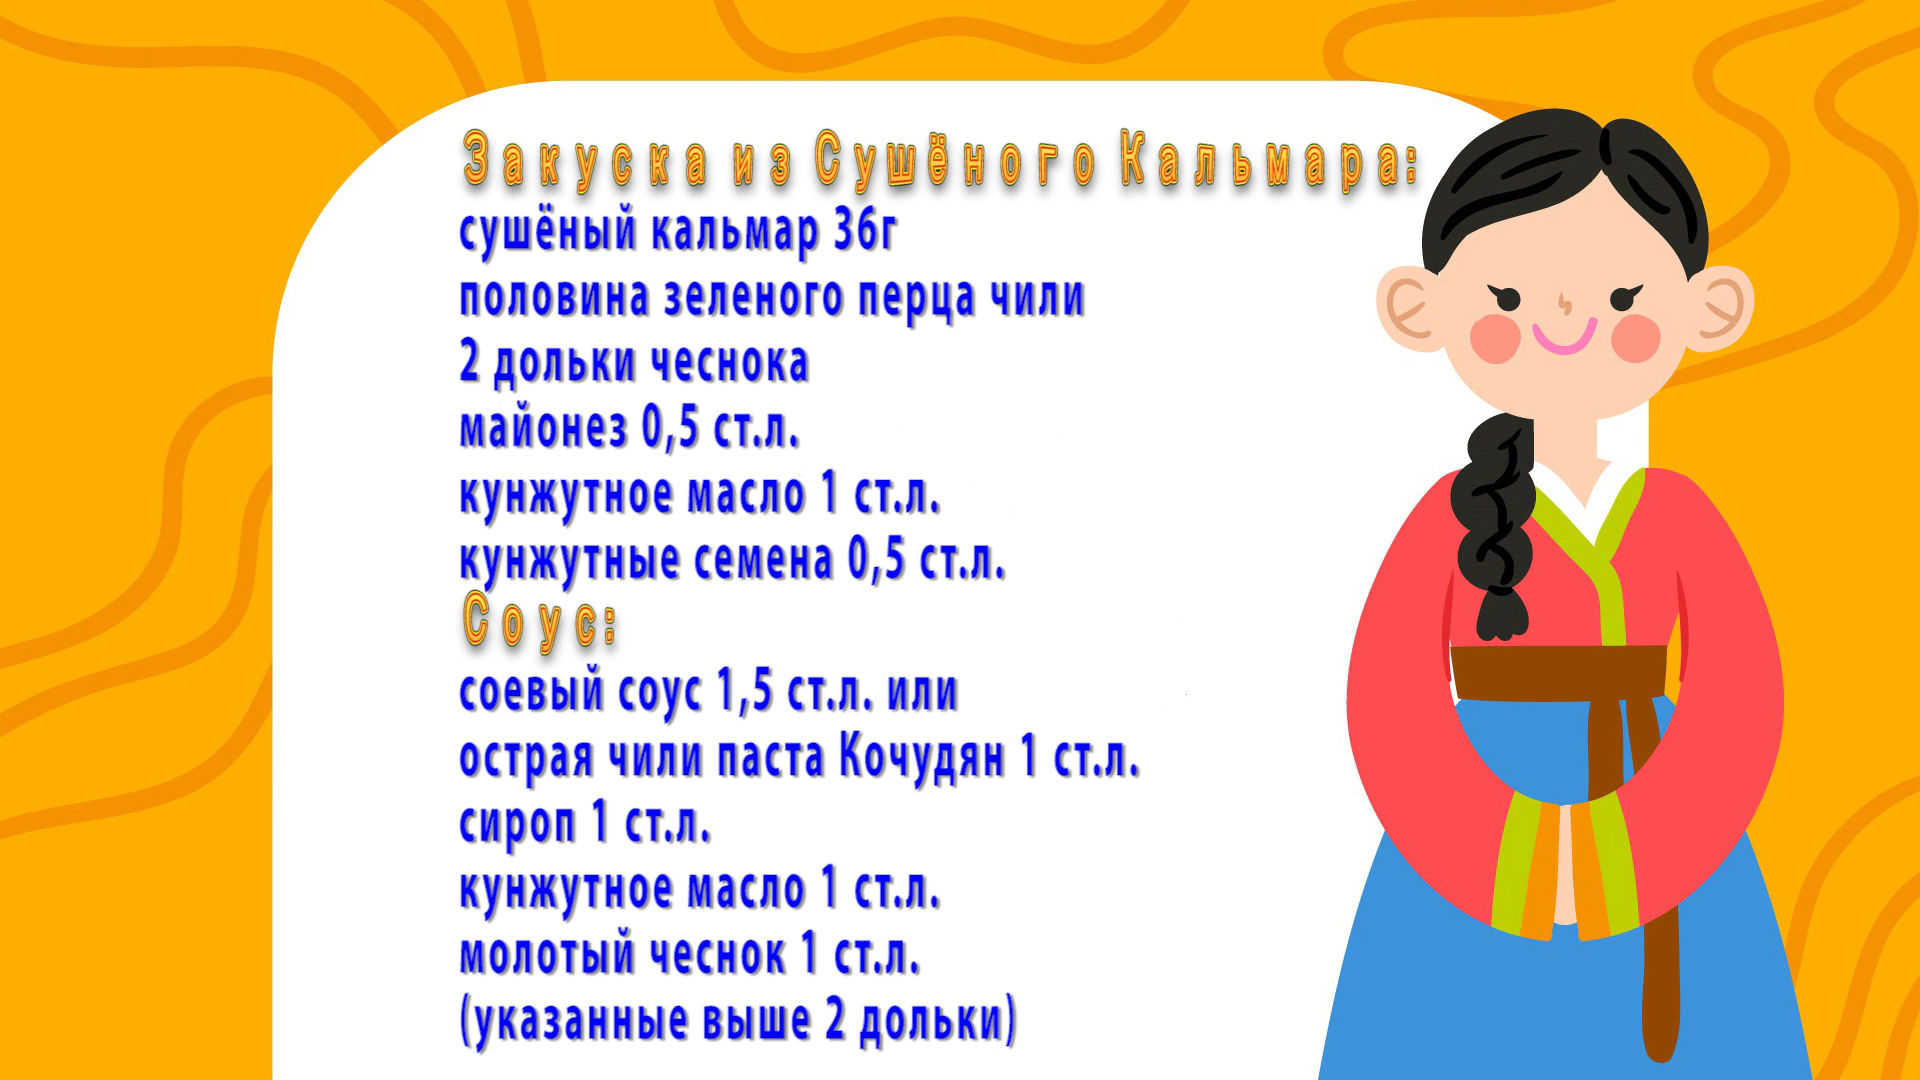 Закуска из Сушёного Кальмара:
сушёный кальмар 36г
половина зеленого перца чили
2 дольки чеснока
майонез 0,5 ст.л.
кунжутное масло 1 ст.л.
кунжутные семена 0,5 ст.л.
Соус:
соевый соус 1,5 ст.л. или
острая чили паста Кочудян 1 ст.л.
сироп 1 ст.л.
кунжутное масло 1 ст.л.
молотый чеснок 1 ст.л.
(указанные выше 2 дольки)